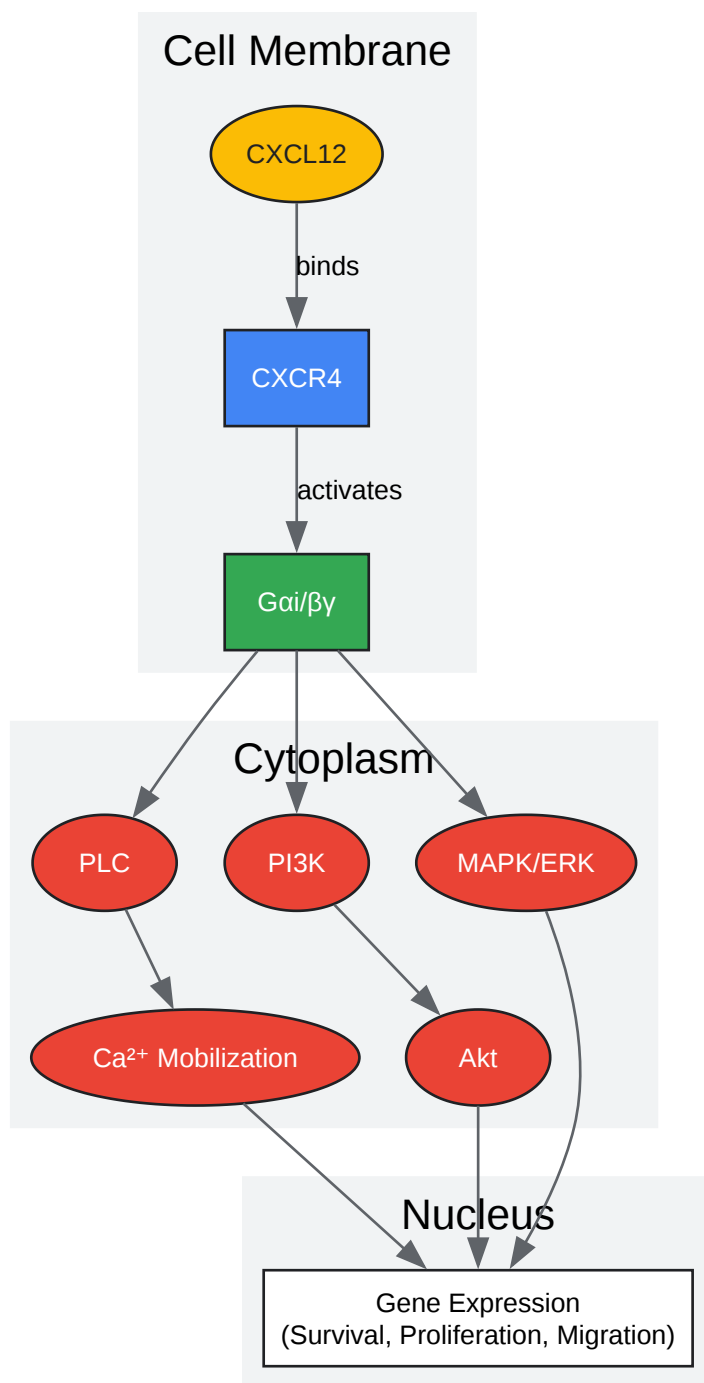 Cell Membrane
CXCL12
binds
CXCR4
activates
Gαi/βγ
Cytoplasm
PLC
PI3K
MAPK/ERK
Ca²⁺ Mobilization
Akt
Nucleus
Gene Expression
(Survival, Proliferation, Migration)